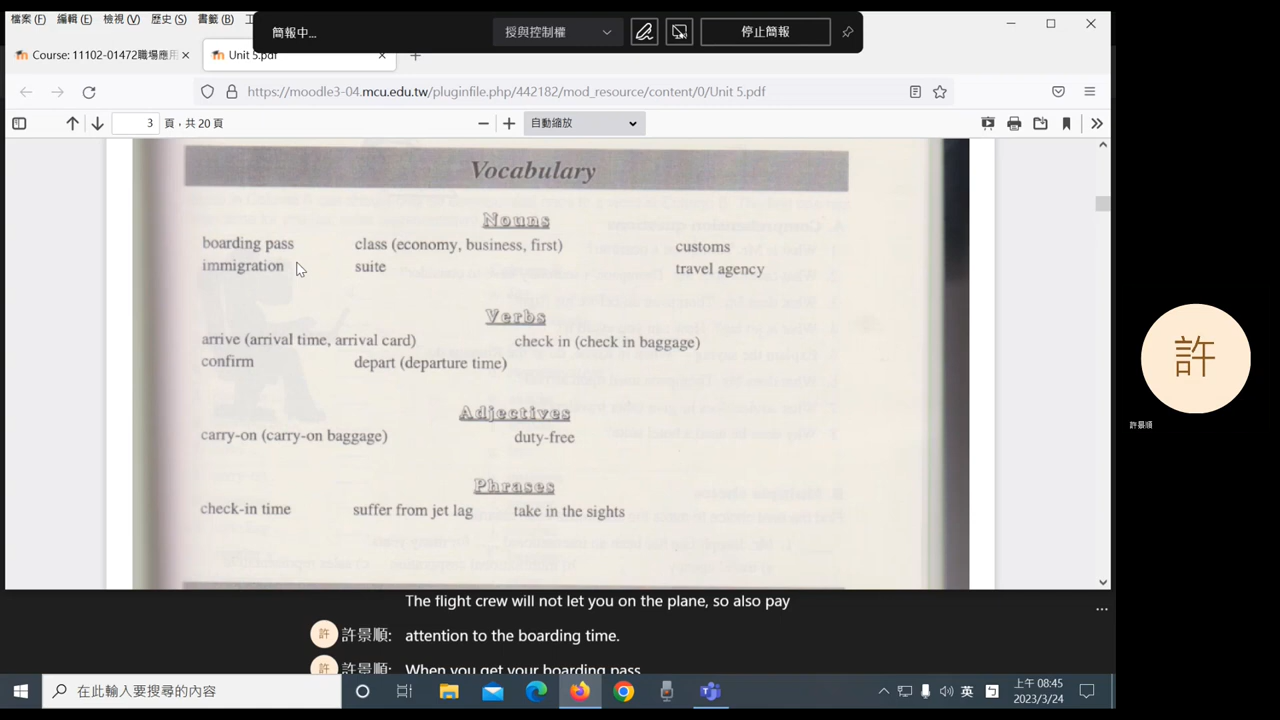 檔案(F) 編輯(E) 檢視(V) 歷史(S) 書籤(B)
簡報中...
授與控制權
停止簡報
Course: 11102-01472職場應用
Unit 5.pdf
https://moodle3-04.mcu.edu.tw/pluginfile.php/442182/mod_resource/content/0/Unit 5.pdf
3 頁，共 20 頁
自動縮放
Vocabulary
Nouns
boarding pass class (economy, business, first) customs
immigration suite travel agency
Verbs
arrive (arrival time, arrival card) check in (check in baggage)
confirm depart (departure time)
Adjectives
carry-on (carry-on baggage) duty-free
Phrases
check-in time suffer from jet lag take in the sights
許
許景順
The flight crew will not let you on the plane, so also pay
許 許景順: attention to the boarding time.
許 許景順: When you get your boarding pass
在此輸入要搜尋的內容
英
上午 08:45
2023/3/24